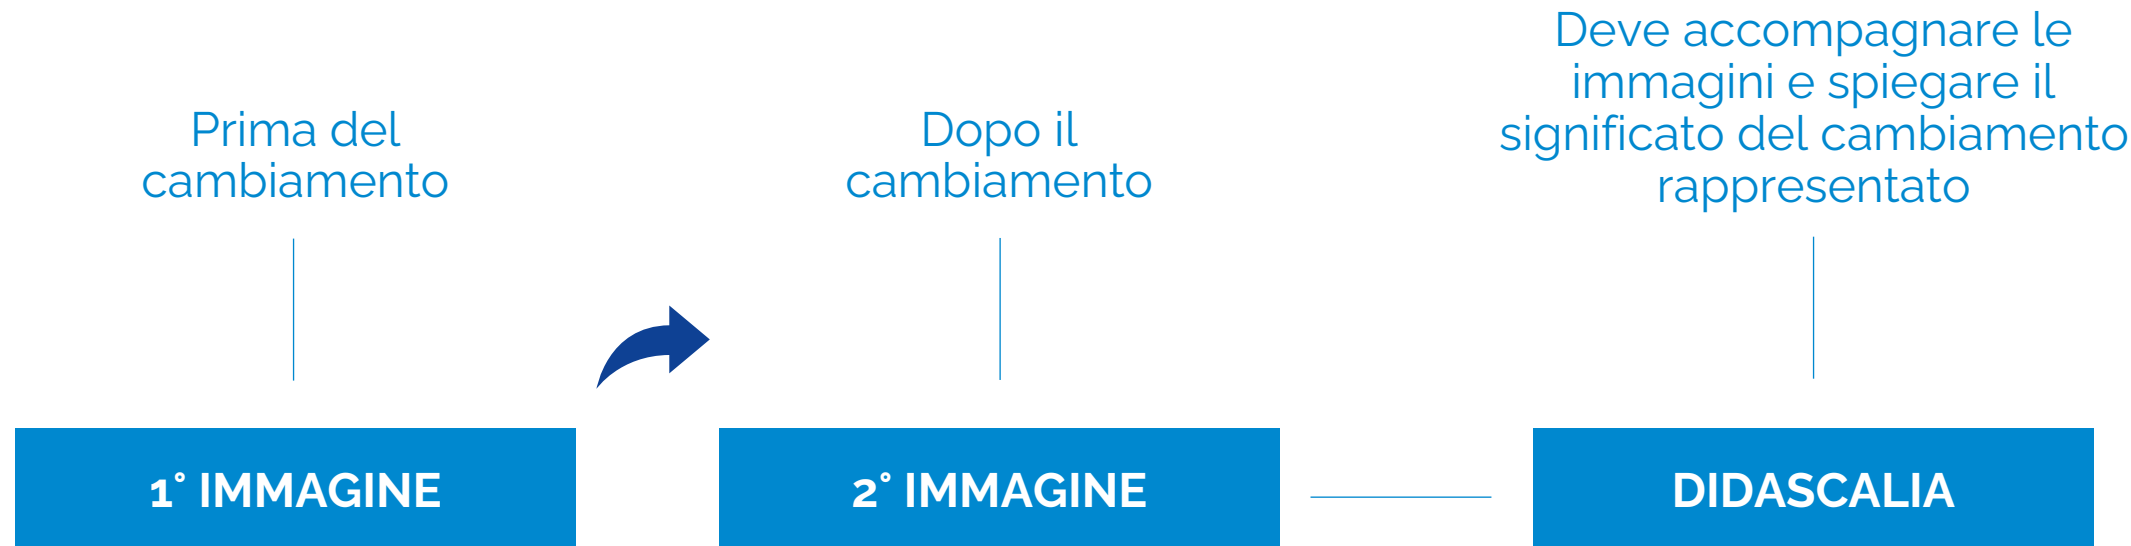 Prima del
cambiamento
1° IMMAGINE
Dopo il
cambiamento
2° IMMAGINE
Deve accompagnare le
immagini e spiegare il
significato del cambiamento
rappresentato
DIDASCALIA